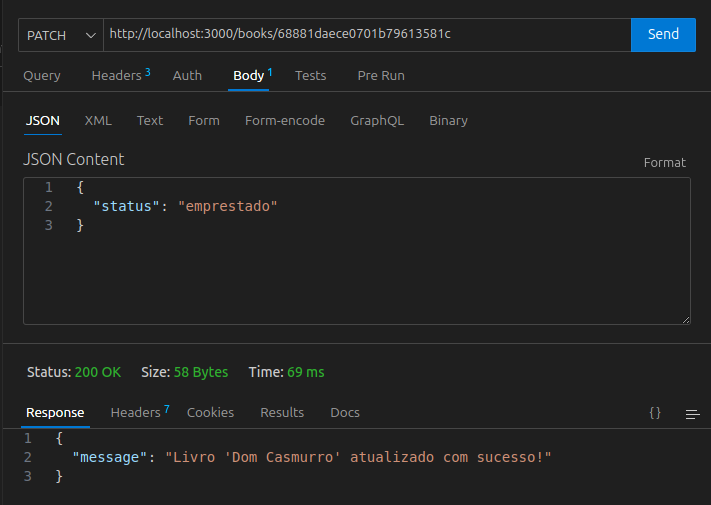 PATCH http://localhost:3000/books/68881daece0701b79613581c Send
Query Headers 3 Auth Body 1 Tests Pre Run
JSON XML Text Form Form-encode GraphQL Binary
JSON Content Format
1 {
2 "status": "emprestado"
3 }
Status: 200 OK Size: 58 Bytes Time: 69 ms
Response Headers 7 Cookies Results Docs {}
1 {
2 "message": "Livro 'Dom Casmurro' atualizado com sucesso!"
3 }